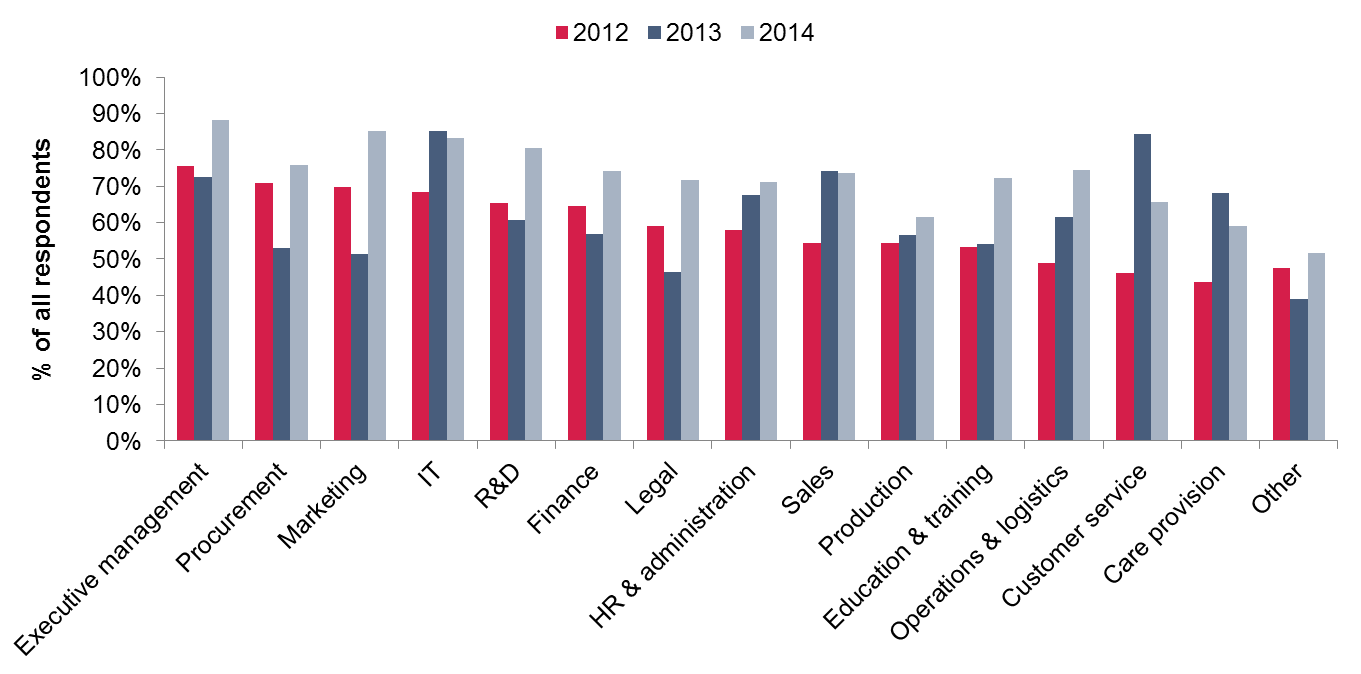 2012 2013 2014
% of all respondents
100%
90%
80%
70%
60%
50%
40%
30%
20%
10%
0%
Executive management
Procurement
Marketing
IT
R&D
Finance
Legal
HR & administration
Sales
Production
Education & training
Operations & logistics
Customer service
Care provision
Other